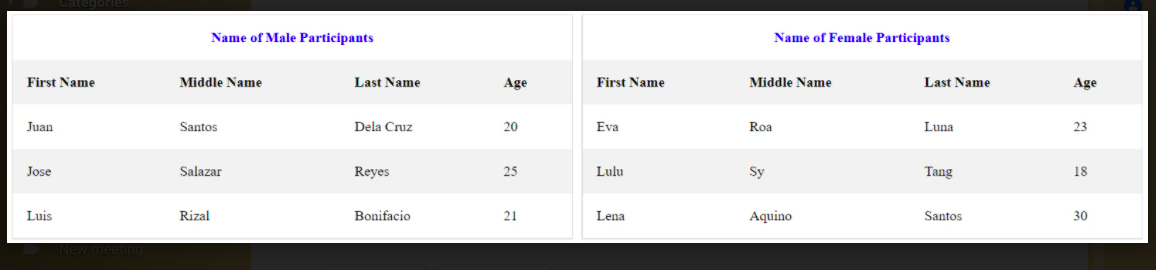 Categories
Name of Male Participants
First Name Middle Name Last Name Age
Juan Santos Dela Cruz 20
Jose Salazar Reyes 25
Luis Rizal Bonifacio 21
Name of Female Participants
First Name Middle Name Last Name Age
Eva Roa Luna 23
Lulu Sy Tang 18
Lena Aquino Santos 30
New meeting